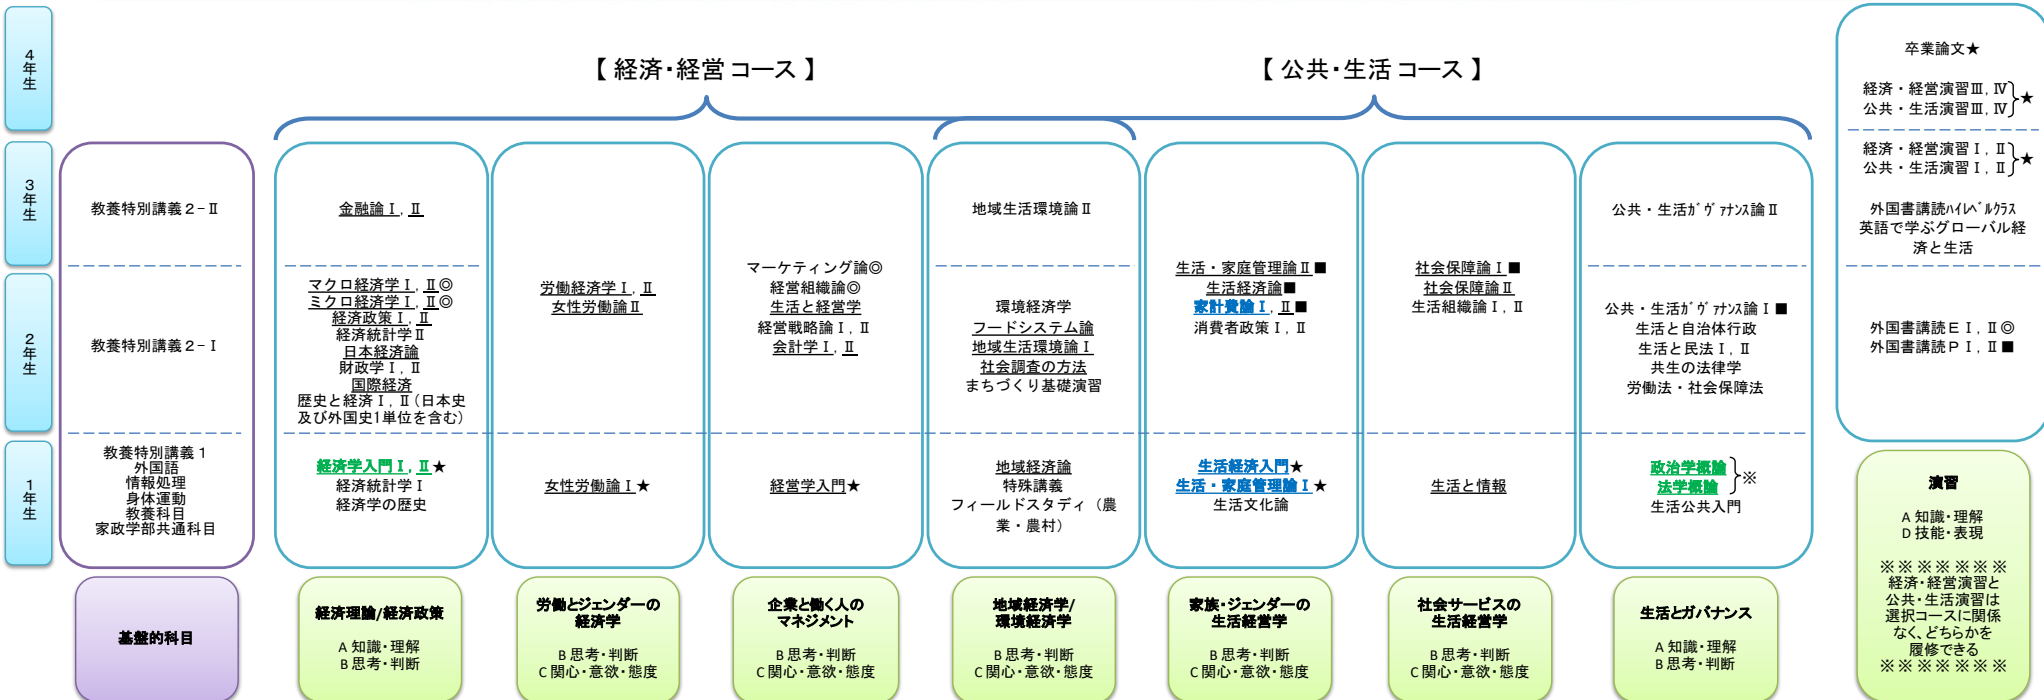 【 経済・経営 コース 】
【 公共・生活 コース 】
4年生
3年生
2年生
1年生
教養特別講義２−Ⅱ
教養特別講義２−Ⅰ
教養特別講義１
外国語
情報処理
身体運動
教養科目
家政学部共通科目
基盤的科目
金融論Ⅰ, Ⅱ
マクロ経済学Ⅰ, Ⅱ◎
ミクロ経済学Ⅰ, Ⅱ◎
経済政策Ⅰ, Ⅱ
経済統計学Ⅱ
日本経済論
財政学Ⅰ, Ⅱ
国際経済
歴史と経済Ⅰ, Ⅱ（日本史
及び外国史1単位を含む）
経済学入門Ⅰ, Ⅱ★
経済統計学Ⅰ
経済学の歴史
経済理論/経済政策
A 知識・理解
B 思考・判断
労働経済学Ⅰ, Ⅱ
女性労働論Ⅱ
女性労働論Ⅰ★
労働とジェンダーの
経済学
B 思考・判断
C 関心・意欲・態度
マーケティング論◎
経営組織論◎
生活と経営学
経営戦略論Ⅰ, Ⅱ
会計学Ⅰ, Ⅱ
経営学入門★
企業と働く人の
マネジメント
B 思考・判断
C 関心・意欲・態度
地域生活環境論Ⅱ
環境経済学
フードシステム論
地域生活環境論Ⅰ
社会調査の方法
まちづくり基礎演習
地域経済論
特殊講義
フィールドスタディ（農
業・農村）
地域経済学/
環境経済学
B 思考・判断
C 関心・意欲・態度
生活・家庭管理論Ⅱ■
生活経済論■
家計費論Ⅰ, Ⅱ■
消費者政策Ⅰ, Ⅱ
生活経済入門★
生活・家庭管理論Ⅰ★
生活文化論
家族・ジェンダーの
生活経営学
B 思考・判断
C 関心・意欲・態度
社会保障論Ⅰ■
社会保障論Ⅱ
生活組織論Ⅰ, Ⅱ
生活と情報
社会サービスの
生活経営学
B 思考・判断
C 関心・意欲・態度
公共・生活ｶﾞｳﾞｧﾅﾝｽ論Ⅱ
公共・生活ｶﾞｳﾞｧﾅﾝｽ論Ⅰ■
生活と自治体行政
生活と民法Ⅰ, Ⅱ
共生の法律学
労働法・社会保障法
政治学概論
法学概論
※
生活公共入門
生活とガバナンス
A 知識・理解
B 思考・判断
卒業論文★
経済・経営演習Ⅲ, Ⅳ
公共・生活演習Ⅲ, Ⅳ
★
経済・経営演習Ⅰ, Ⅱ
公共・生活演習Ⅰ, Ⅱ
★
外国書講読ﾊｲﾚﾍﾞﾙｸﾗｽ
英語で学ぶグローバル経
済と生活
外国書講読ＥⅠ, Ⅱ◎
外国書講読ＰⅠ, Ⅱ■
演習
A 知識・理解
D 技能・表現
※※※※※※※
経済・経営演習と
公共・生活演習は
選択コースに関係
なく、どちらかを
履修できる
※※※※※※※